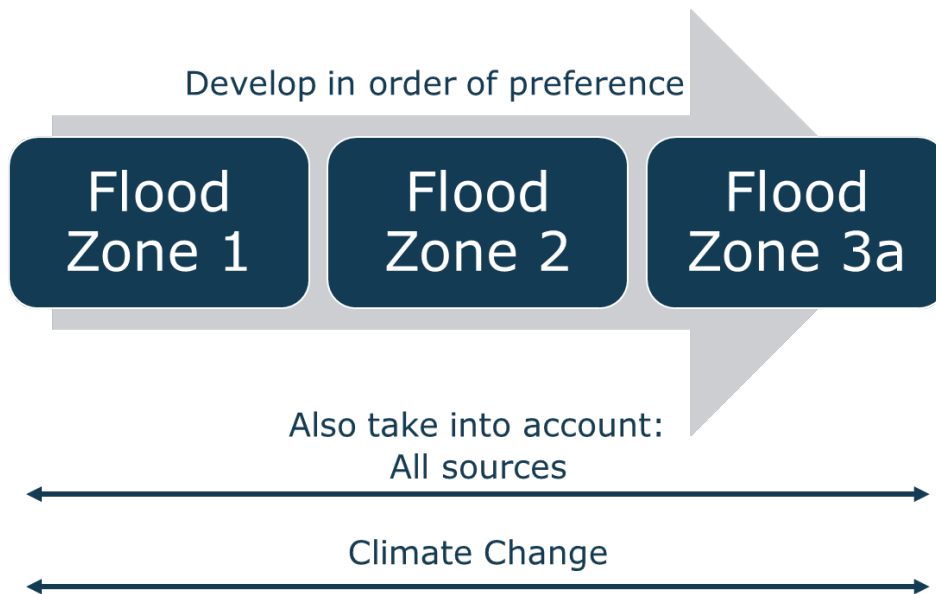 Develop in order of preference
Flood
Zone 1
Flood
Zone 2
Flood
Zone 3a
Also take into account:
All sources
Climate Change